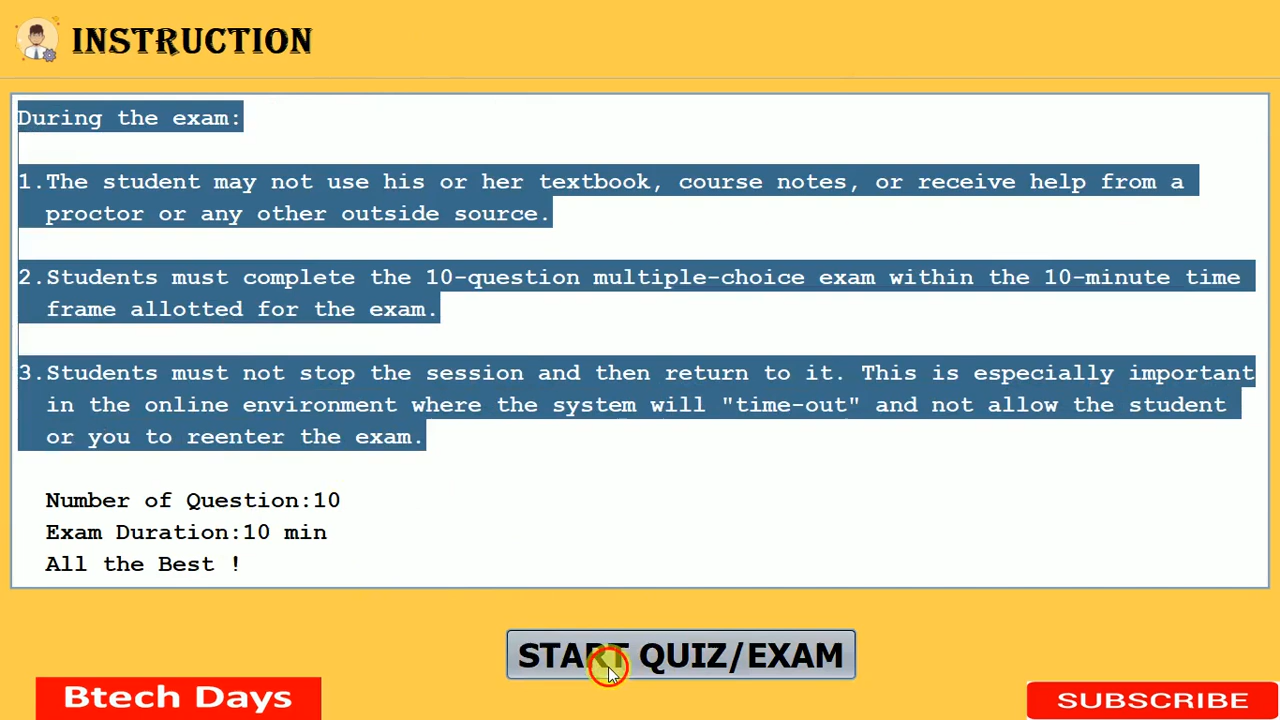 INSTRUCTION
During the exam:
1.The student may not use his or her textbook, course notes, or receive help from a
proctor or any other outside source.
2.Students must complete the 10-question multiple-choice exam within the 10-minute time
frame allotted for the exam.
3.Students must not stop the session and then return to it. This is especially important
in the online environment where the system will "time-out" and not allow the student
or you to reenter the exam.
Number of Question:10
Exam Duration:10 min
All the Best !
START QUIZ/EXAM
Btech Days
SUBSCRIBE